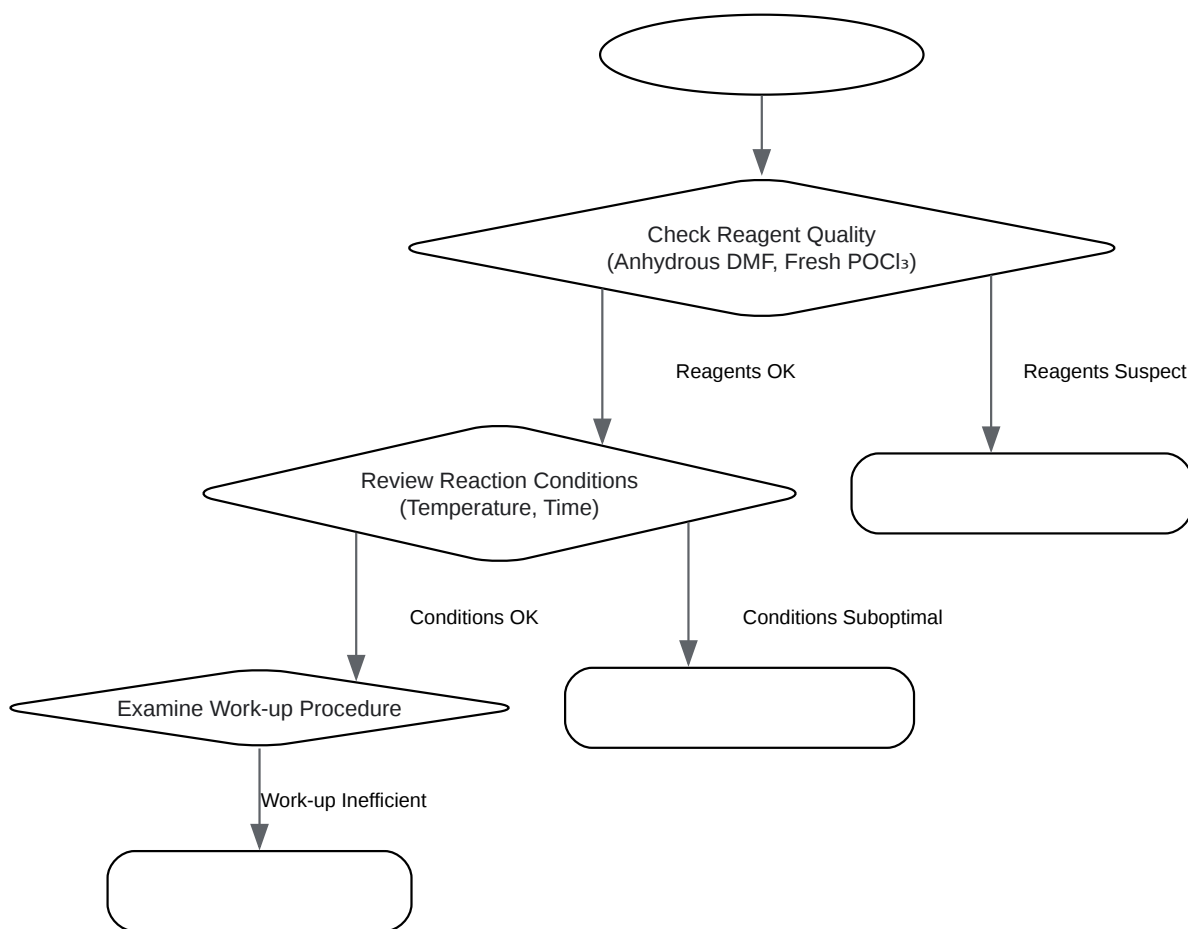 Check Reagent Quality
(Anhydrous DMF, Fresh POCl₃)
Reagents OK
Reagents Suspect
Review Reaction Conditions
(Temperature, Time)
Conditions OK
Conditions Suboptimal
Examine Work-up Procedure
Work-up Inefficient